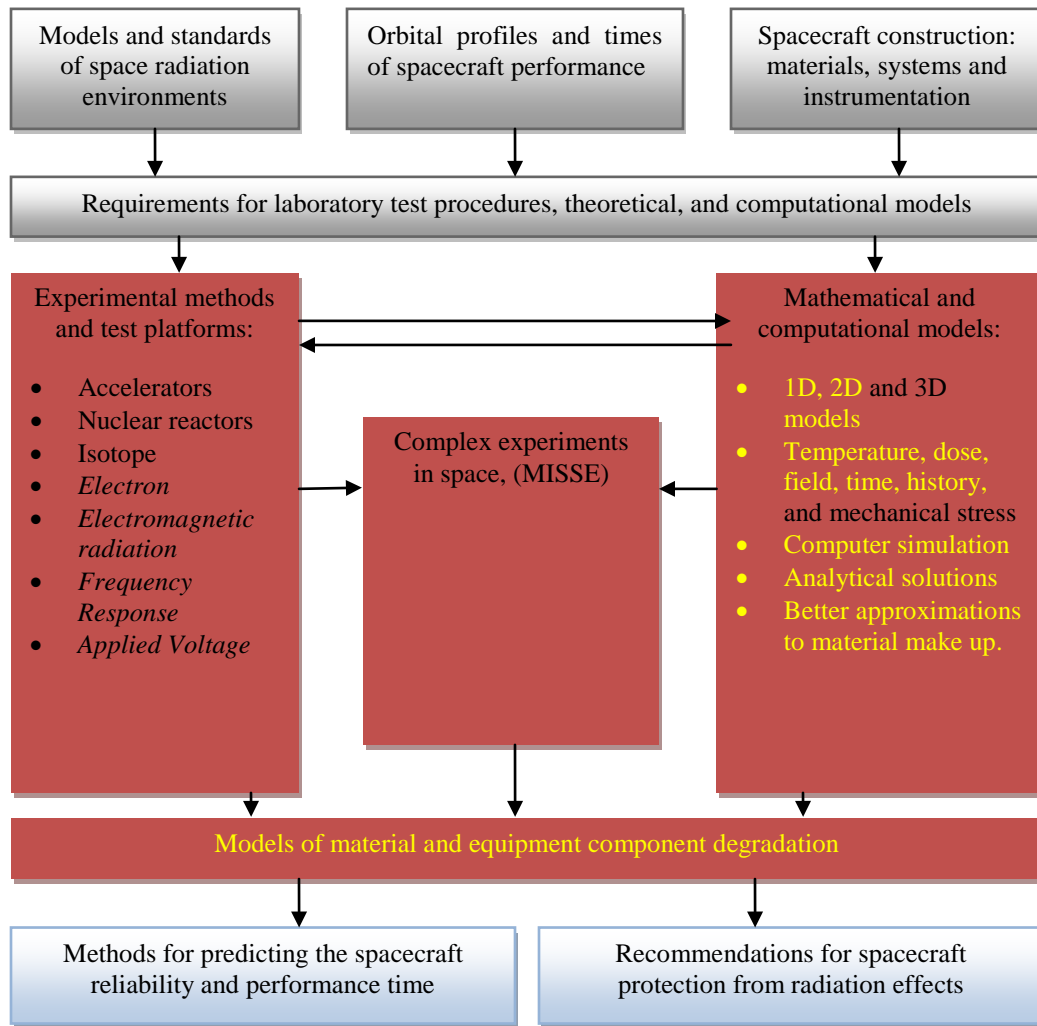 Models and standards
of space radiation
environments
Orbital profiles and times
of spacecraft performance
Spacecraft construction:
materials, systems and
instrumentation
Requirements for laboratory test procedures, theoretical, and computational models
Experimental methods
and test platforms:
• Accelerators
• Nuclear reactors
• Isotope
• Electron
• Electromagnetic
radiation
• Frequency
Response
• Applied Voltage
Complex experiments
in space, (MISSE)
Mathematical and
computational models:
• 1D, 2D and 3D
models
• Temperature, dose,
field, time, history,
and mechanical stress
• Computer simulation
• Analytical solutions
• Better approximations
to material make up.
Models of material and equipment component degradation
Methods for predicting the spacecraft
reliability and performance time
Recommendations for spacecraft
protection from radiation effects